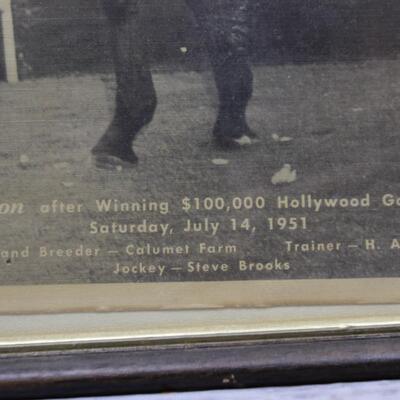 on after Winning $100,000 Hollywood Go
Saturday, July 14, 1951
and Breeder — Calumet Farm Trainer — H. A
Jockey — Steve Brooks